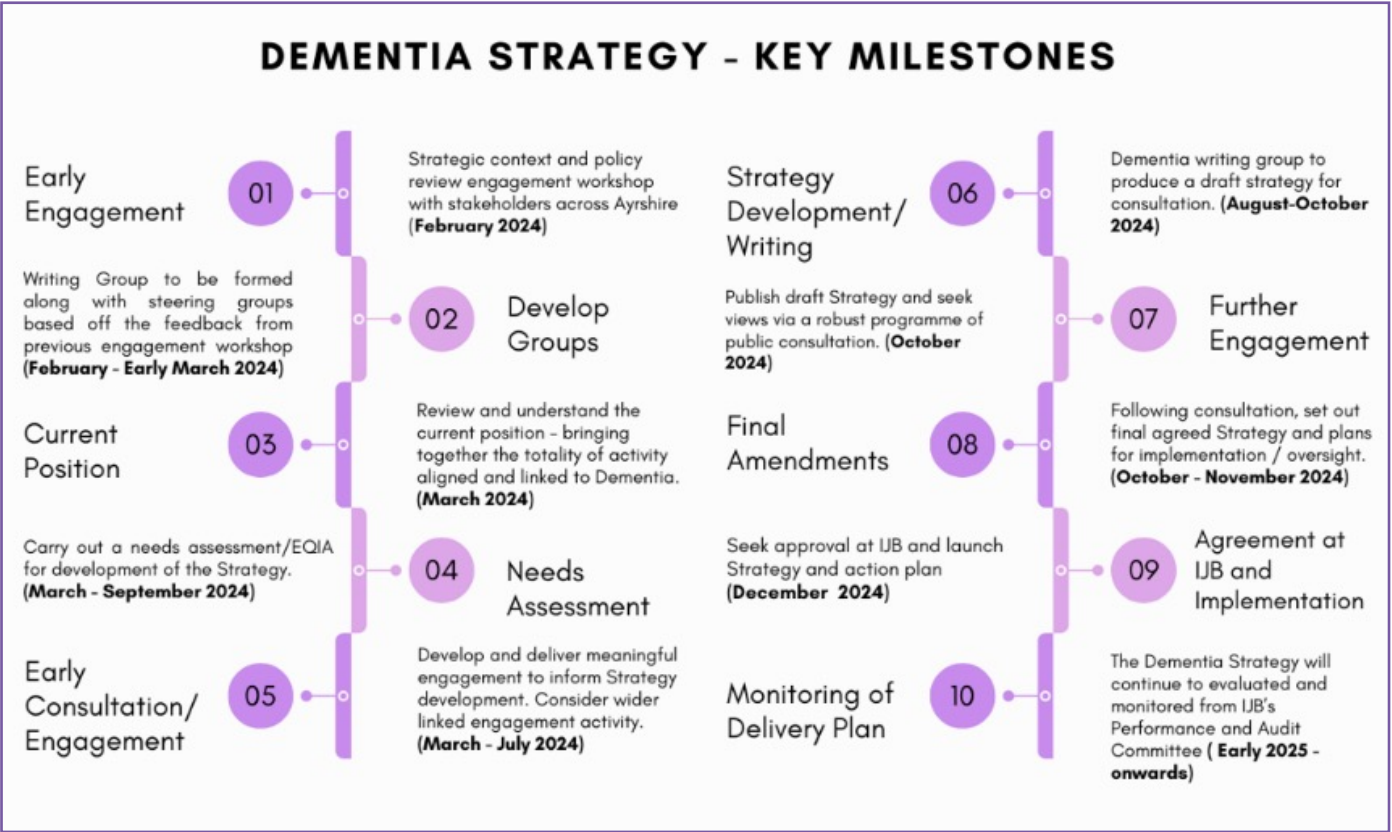 DEMENTIA STRATEGY - KEY MILESTONES
Early
Engagement
01
Strategic context and policy
review engagement workshop
with stakeholders across Ayrshire
(February 2024)
Writing Group to be formed
along with steering groups
based off the feedback from
previous engagement workshop
(February - Early March 2024)
02
Develop
Groups
Current
Position
03
Review and understand the
current position - bringing
together the totality of activity
aligned and linked to Dementia.
(March 2024)
Carry out a needs assessment/EQIA
for development of the Strategy.
(March - September 2024)
04
Needs
Assessment
Early
Consultation/
Engagement
05
Develop and deliver meaningful
engagement to inform Strategy
development. Consider wider
linked engagement activity.
(March - July 2024)
Strategy
Development/
Writing
06
Dementia writing group to
produce a draft strategy for
consultation. (August-October
2024)
Publish draft Strategy and seek
views via a robust programme of
public consultation. (October
2024)
07
Further
Engagement
Final
Amendments
08
Following consultation, set out
final agreed Strategy and plans
for implementation / oversight.
(October - November 2024)
Seek approval at IJB and launch
Strategy and action plan
(December 2024)
09
Agreement at
IJB and
Implementation
Monitoring of
Delivery Plan
10
The Dementia Strategy will
continue to evaluated and
monitored from IJB's
Performance and Audit
Committee ( Early 2025 -
onwards)